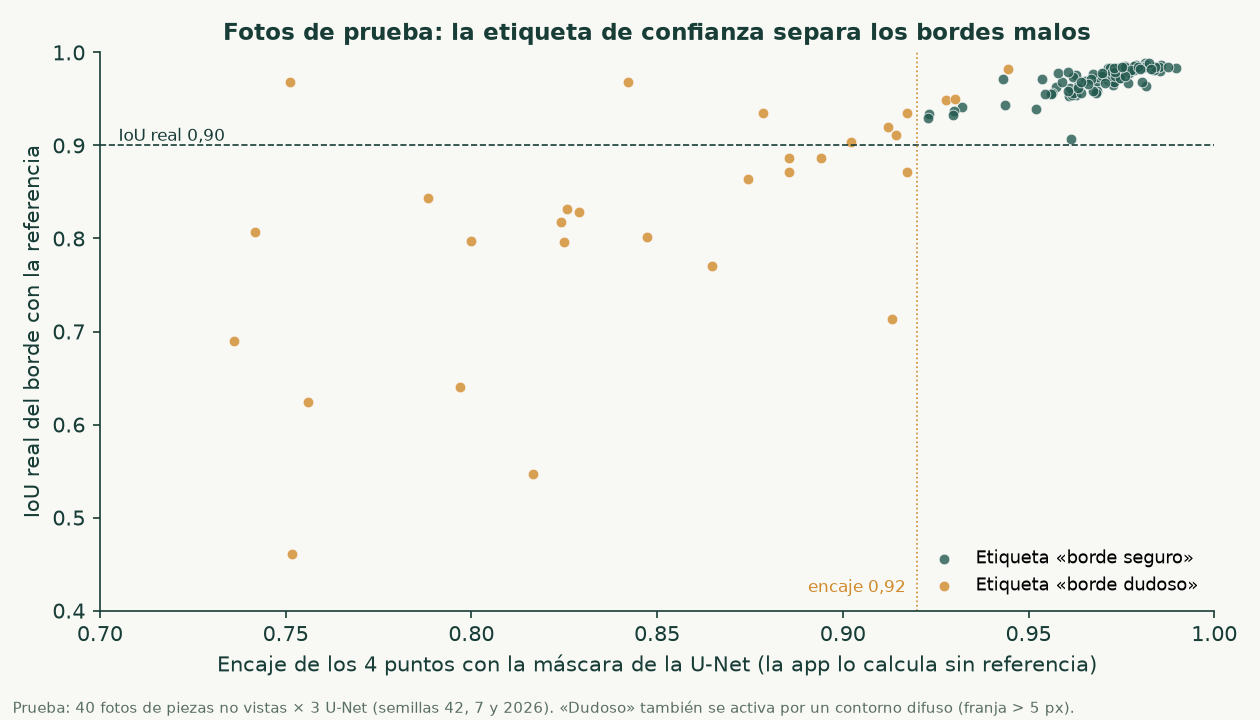 Fotos de prueba: la etiqueta de confianza separa los bordes malos
IoU real del borde con la referencia
1.0
0.9
0.8
0.7
0.6
0.5
0.4
IoU real 0,90
encaje 0,92
Etiqueta «borde seguro»
Etiqueta «borde dudoso»
0.70
0.75
0.80
0.85
0.90
0.95
1.00
Encaje de los 4 puntos con la máscara de la U-Net (la app lo calcula sin referencia)
Prueba: 40 fotos de piezas no vistas × 3 U-Net (semillas 42, 7 y 2026). «Dudoso» también se activa por un contorno difuso (franja > 5 px).